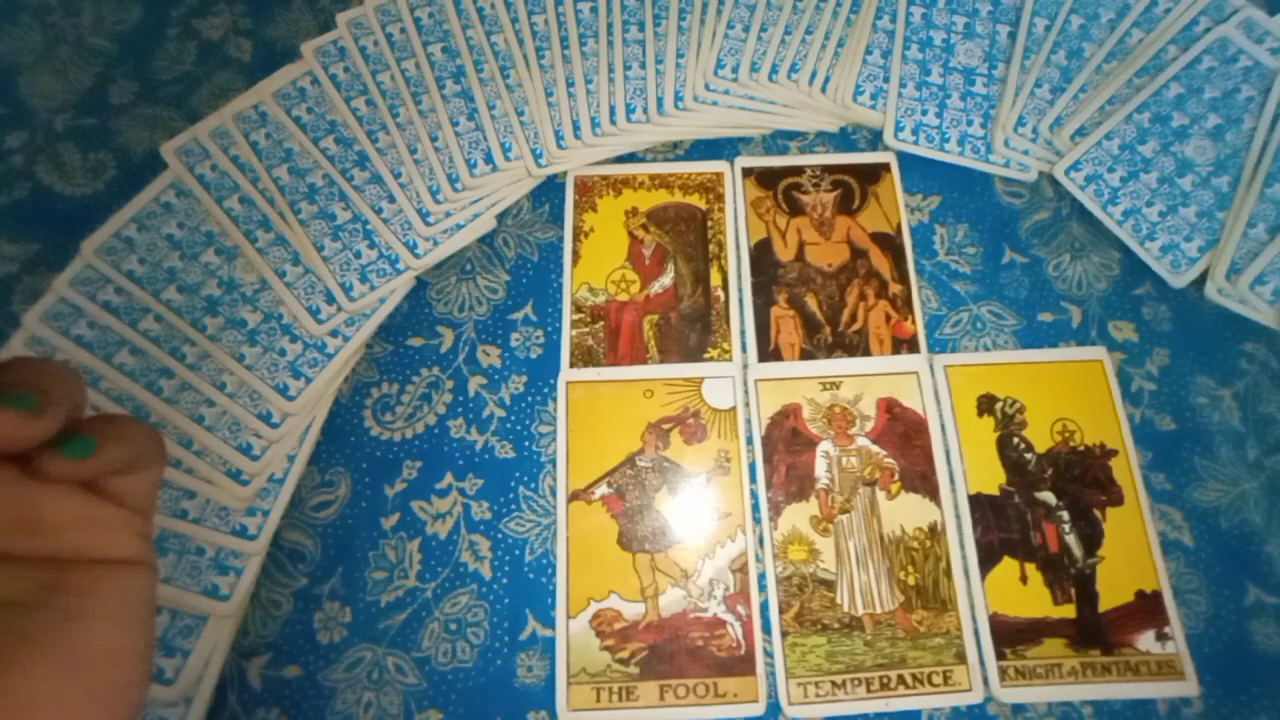 XIV
THE FOOL.
TEMPERANCE.
KNIGHT of PENTACLES.